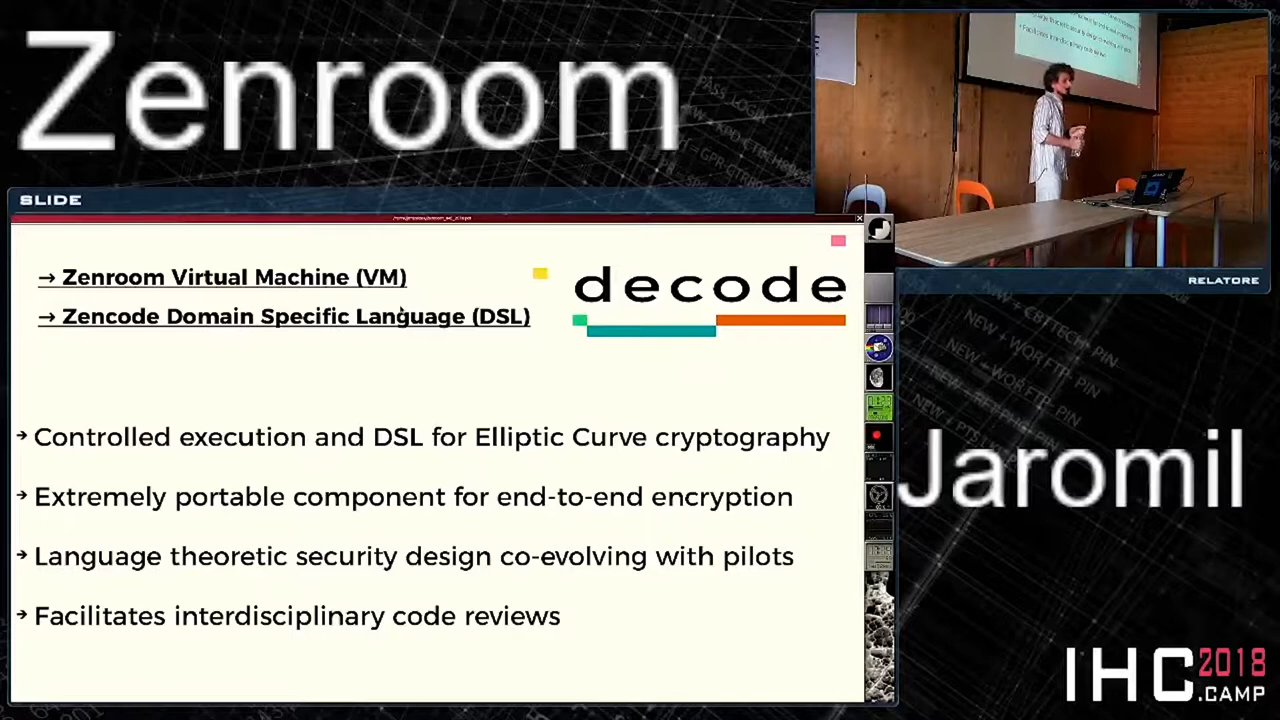 Zenroom
SLIDE
→ Zenroom Virtual Machine (VM)
→ Zencode Domain Specific Language (DSL)
decode
→ Controlled execution and DSL for Elliptic Curve cryptography
→ Extremely portable component for end-to-end encryption
→ Language theoretic security design co-evolving with pilots
→ Facilitates interdisciplinary code reviews
RELATORE
Jaromil
IHC 2018
.CAMP